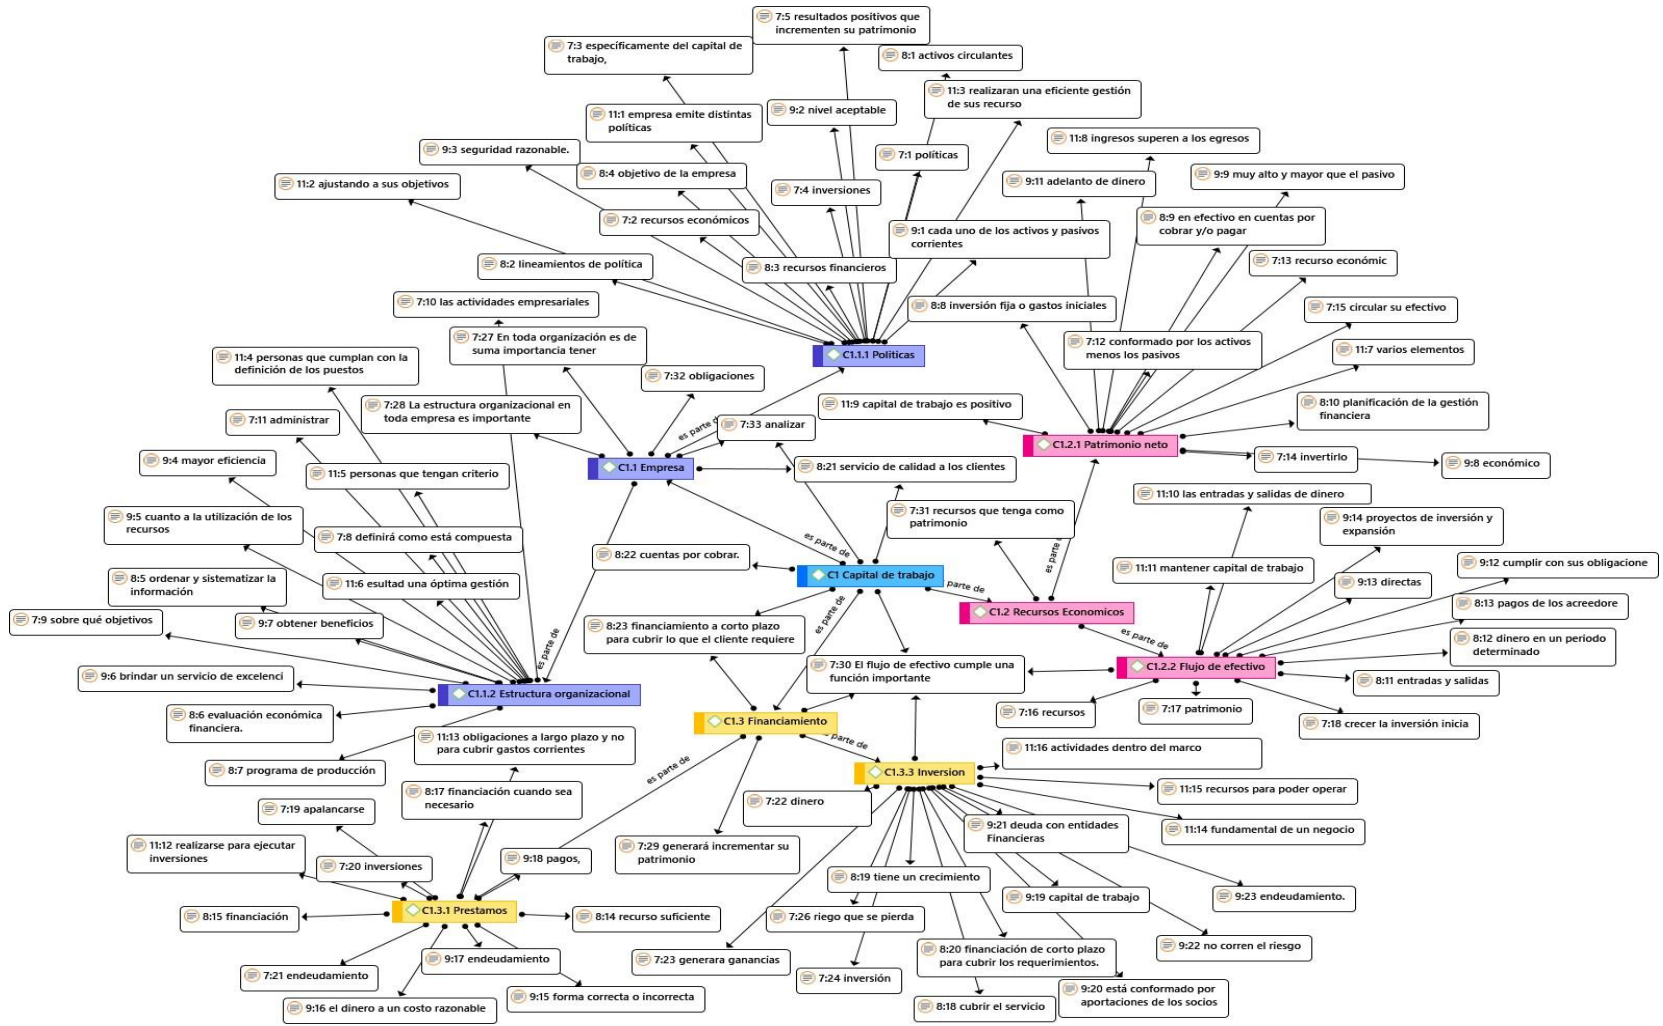 7:5 resultados positivos que
incrementen su patrimonio
7:3 específicamente del capital de
trabajo,
8:1 activos circulantes
11:3 realizaran una eficiente gestión
de sus recurso
11:1 empresa emite distintas
políticas
9:2 nivel aceptable
11:8 ingresos superen a los egresos
9:3 seguridad razonable.
7:1 políticas
8:4 objetivo de la empresa
9:9 muy alto y mayor que el pasivo
11:2 ajustando a sus objetivos
9:11 adelanto de dinero
7:4 inversiones
7:2 recursos económicos
8:9 en efectivo en cuentas por
cobrar y/o pagar
9:1 cada uno de los activos y pasivos
corrientes
8:2 lineamientos de política
8:3 recursos financieros
7:13 recurso económic
7:10 las actividades empresariales
8:8 inversión fija o gastos iniciales
7:15 circular su efectivo
7:27 En toda organización es de
suma importancia tener
7:12 conformado por los activos
menos los pasivos
11:7 varios elementos
C1.1.1 Politicas
11:4 personas que cumplan con la
definición de los puestos
7:32 obligaciones
7:28 La estructura organizacional en
toda empresa es importante
11:9 capital de trabajo es positivo
8:10 planificación de la gestión
financiera
7:11 administrar
es parte d
7:33 analizar
C1.2.1 Patrimonio neto
9:4 mayor eficiencia
7:14 invertirlo
9:8 económico
11:5 personas que tengan criterio
C1.1 Empresa
8:21 servicio de calidad a los clientes
11:10 las entradas y salidas de dinero
9:5 cuanto a la utilización de los
recursos
7:31 recursos que tenga como
patrimonio
9:14 proyectos de inversión y
expansión
7:8 definirá como está compuesta
es parte de
es parte
8:22 cuentas por cobrar.
9:12 cumplir con sus obligacione
11:11 mantener capital de trabajo
8:5 ordenar y sistematizar la
información
11:6 esultad una óptima gestión
C1 Capital de trabajo
parte de
9:13 directas
C1.2 Recursos Economicos
8:13 pagos de los acreedore
7:9 sobre qué objetivos
9:7 obtener beneficios
8:23 financiamiento a corto plazo
para cubrir lo que el cliente requiere
es parte de
es parte de
8:12 dinero en un periodo
determinado
es parte de
7:30 El flujo de efectivo cumple una
función importante
C1.2.2 Flujo de efectivo
9:6 brindar un servicio de excelenci
8:11 entradas y salidas
C1.1.2 Estructura organizacional
7:16 recursos
7:17 patrimonio
8:6 evaluación económica
financiera.
C1.3 Financiamiento
7:18 crecer la inversión inicia
11:13 obligaciones a largo plazo y no
para cubrir gastos corrientes
parte de
11:16 actividades dentro del marco
8:7 programa de producción
es parte de
C1.3.3 Inversion
8:17 financiación cuando sea
necesario
11:15 recursos para poder operar
7:22 dinero
7:19 apalancarse
9:21 deuda con entidades
Financieras
11:14 fundamental de un negocio
11:12 realizarse para ejecutar
inversiones
7:29 generará incrementar su
patrimonio
9:18 pagos,
7:20 inversiones
8:19 tiene un crecimiento
9:19 capital de trabajo
9:23 endeudamiento.
C1.3.1 Prestamos
8:15 financiación
8:14 recurso suficiente
7:26 riego que se pierda
9:22 no corren el riesgo
9:17 endeudamiento
7:23 generara ganancias
8:20 financiación de corto plazo
para cubrir los requerimientos.
7:21 endeudamiento
7:24 inversión
9:15 forma correcta o incorrecta
9:20 está conformado por
aportaciones de los socios
9:16 el dinero a un costo razonable
8:18 cubrir el servicio